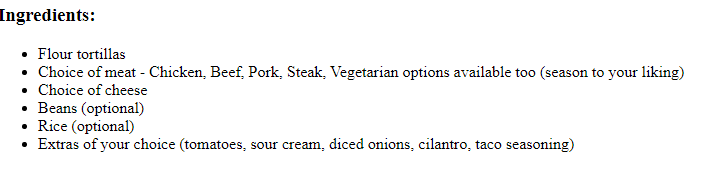 Ingredients:
Flour tortillas
Choice of meat - Chicken, Beef, Pork, Steak, Vegetarian options available too (season to your liking)
Choice of cheese
Beans (optional)
Rice (optional)
Extras of your choice (tomatoes, sour cream, diced onions, cilantro, taco seasoning)